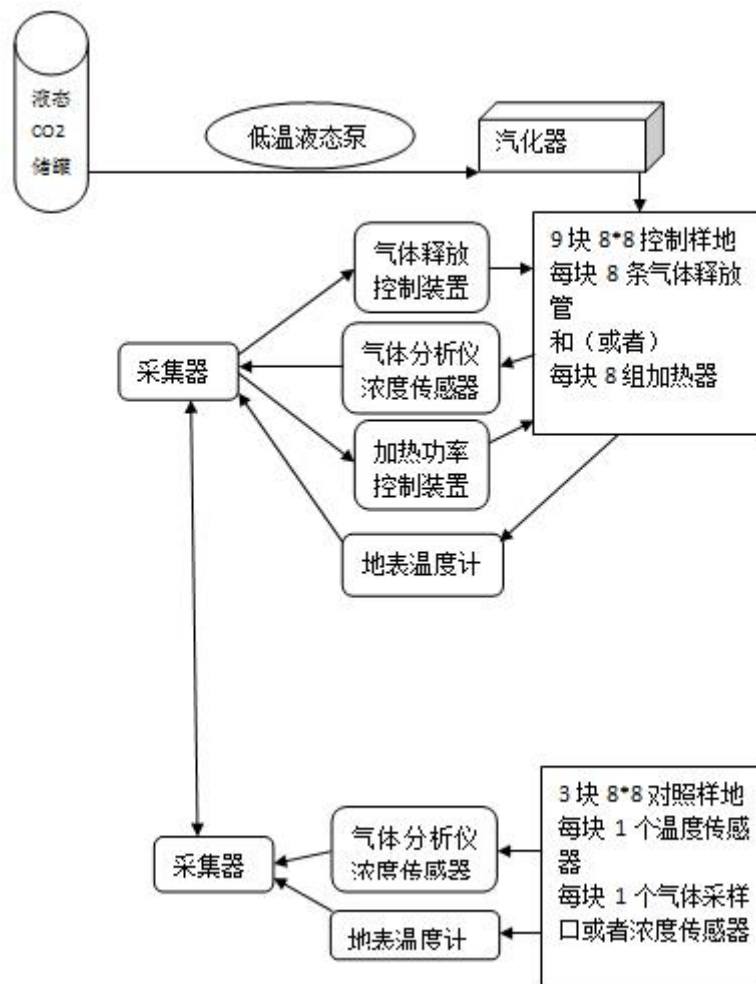 液态
CO2
储罐
低温液态泵
汽化器
9块 8*8 控制样地
每块 8 条气体释放
管
和（或者）
每块 8 组加热器
气体释放
控制装置
气体分析仪
浓度传感器
采集器
加热功率
控制装置
地表温度计
3块 8*8 对照样地
每块 1 个温度传感
器
每块 1 个气体采样
口或者浓度传感器
气体分析仪
浓度传感器
采集器
地表温度计